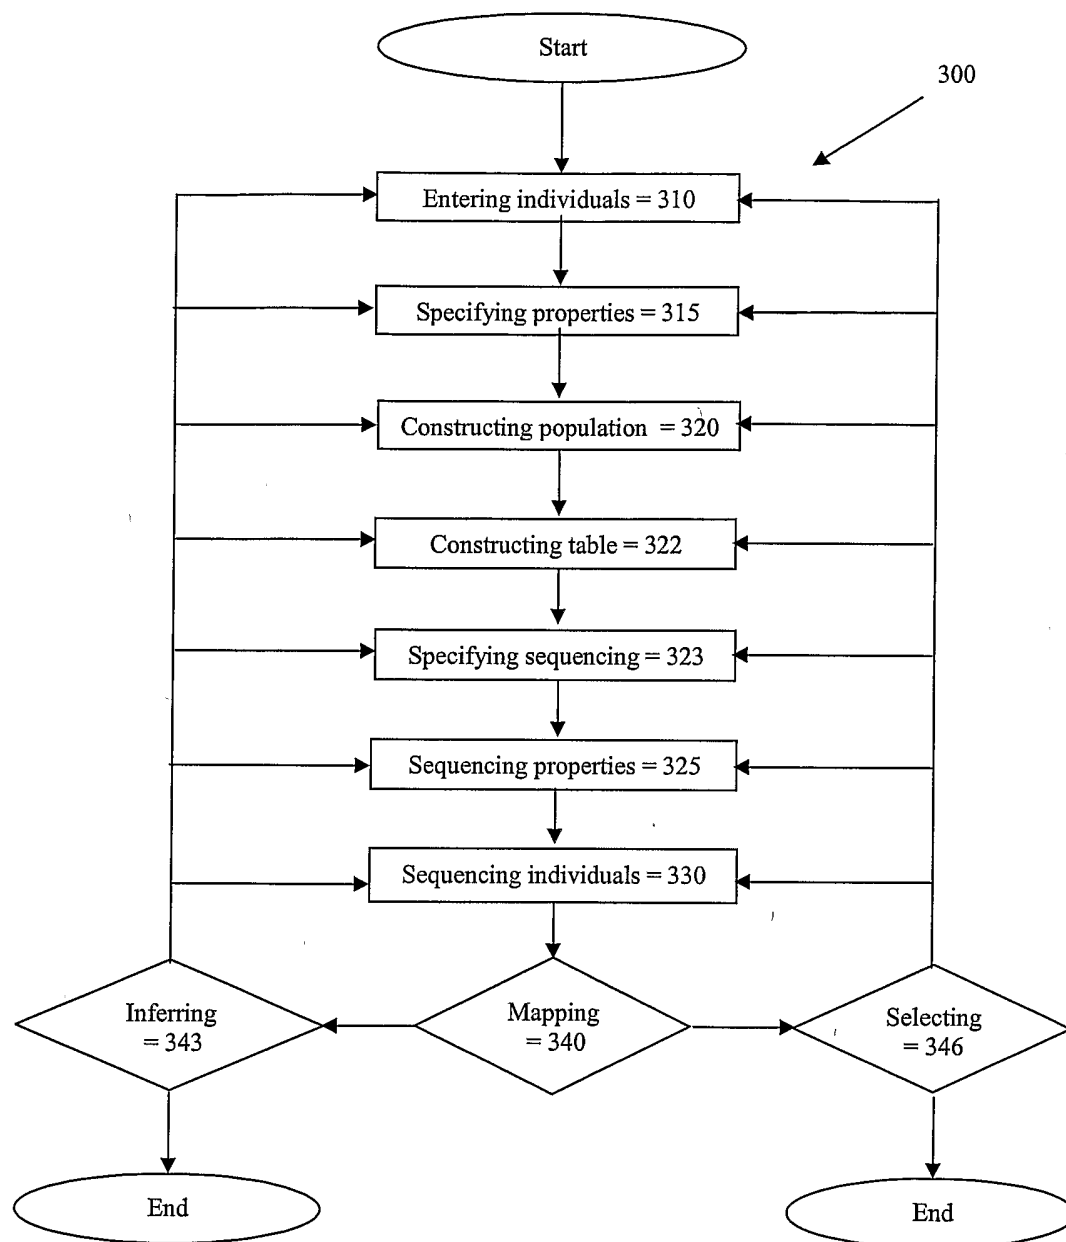 Start
300
Entering individuals = 310
Specifying properties = 315
Constructing population = 320
Constructing table = 322
Specifying sequencing = 323
Sequencing properties = 325
Sequencing individuals = 330
Inferring
= 343
Mapping
= 340
Selecting
= 346
End
End